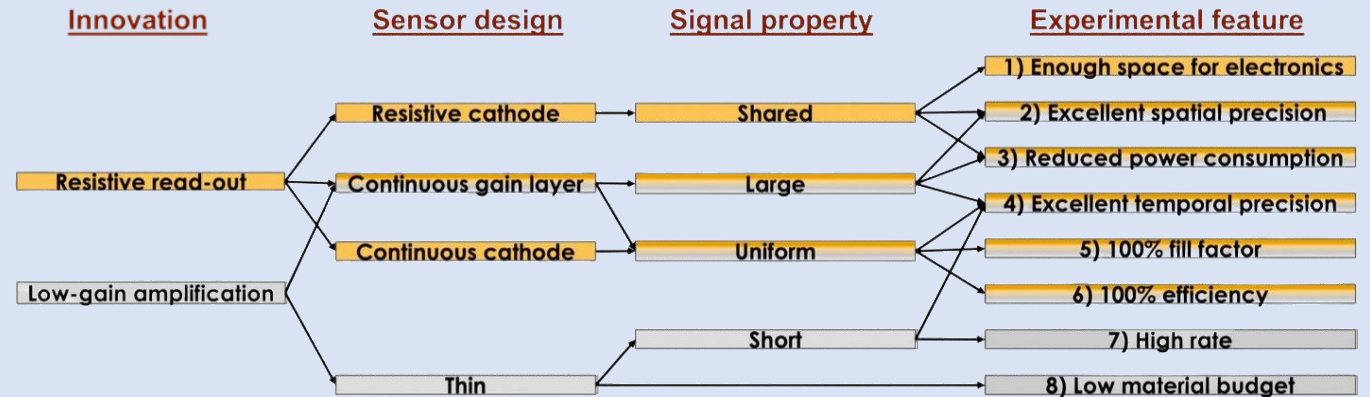 Innovation
Sensor design
Signal property
Experimental feature
1) Enough space for electronics
Resistive cathode
Shared
2) Excellent spatial precision
3) Reduced power consumption
Resistive read-out
Continuous gain layer
Large
4) Excellent temporal precision
Continuous cathode
Uniform
5) 100% fill factor
Low-gain amplification
6) 100% efficiency
Short
7) High rate
Thin
8) Low material budget